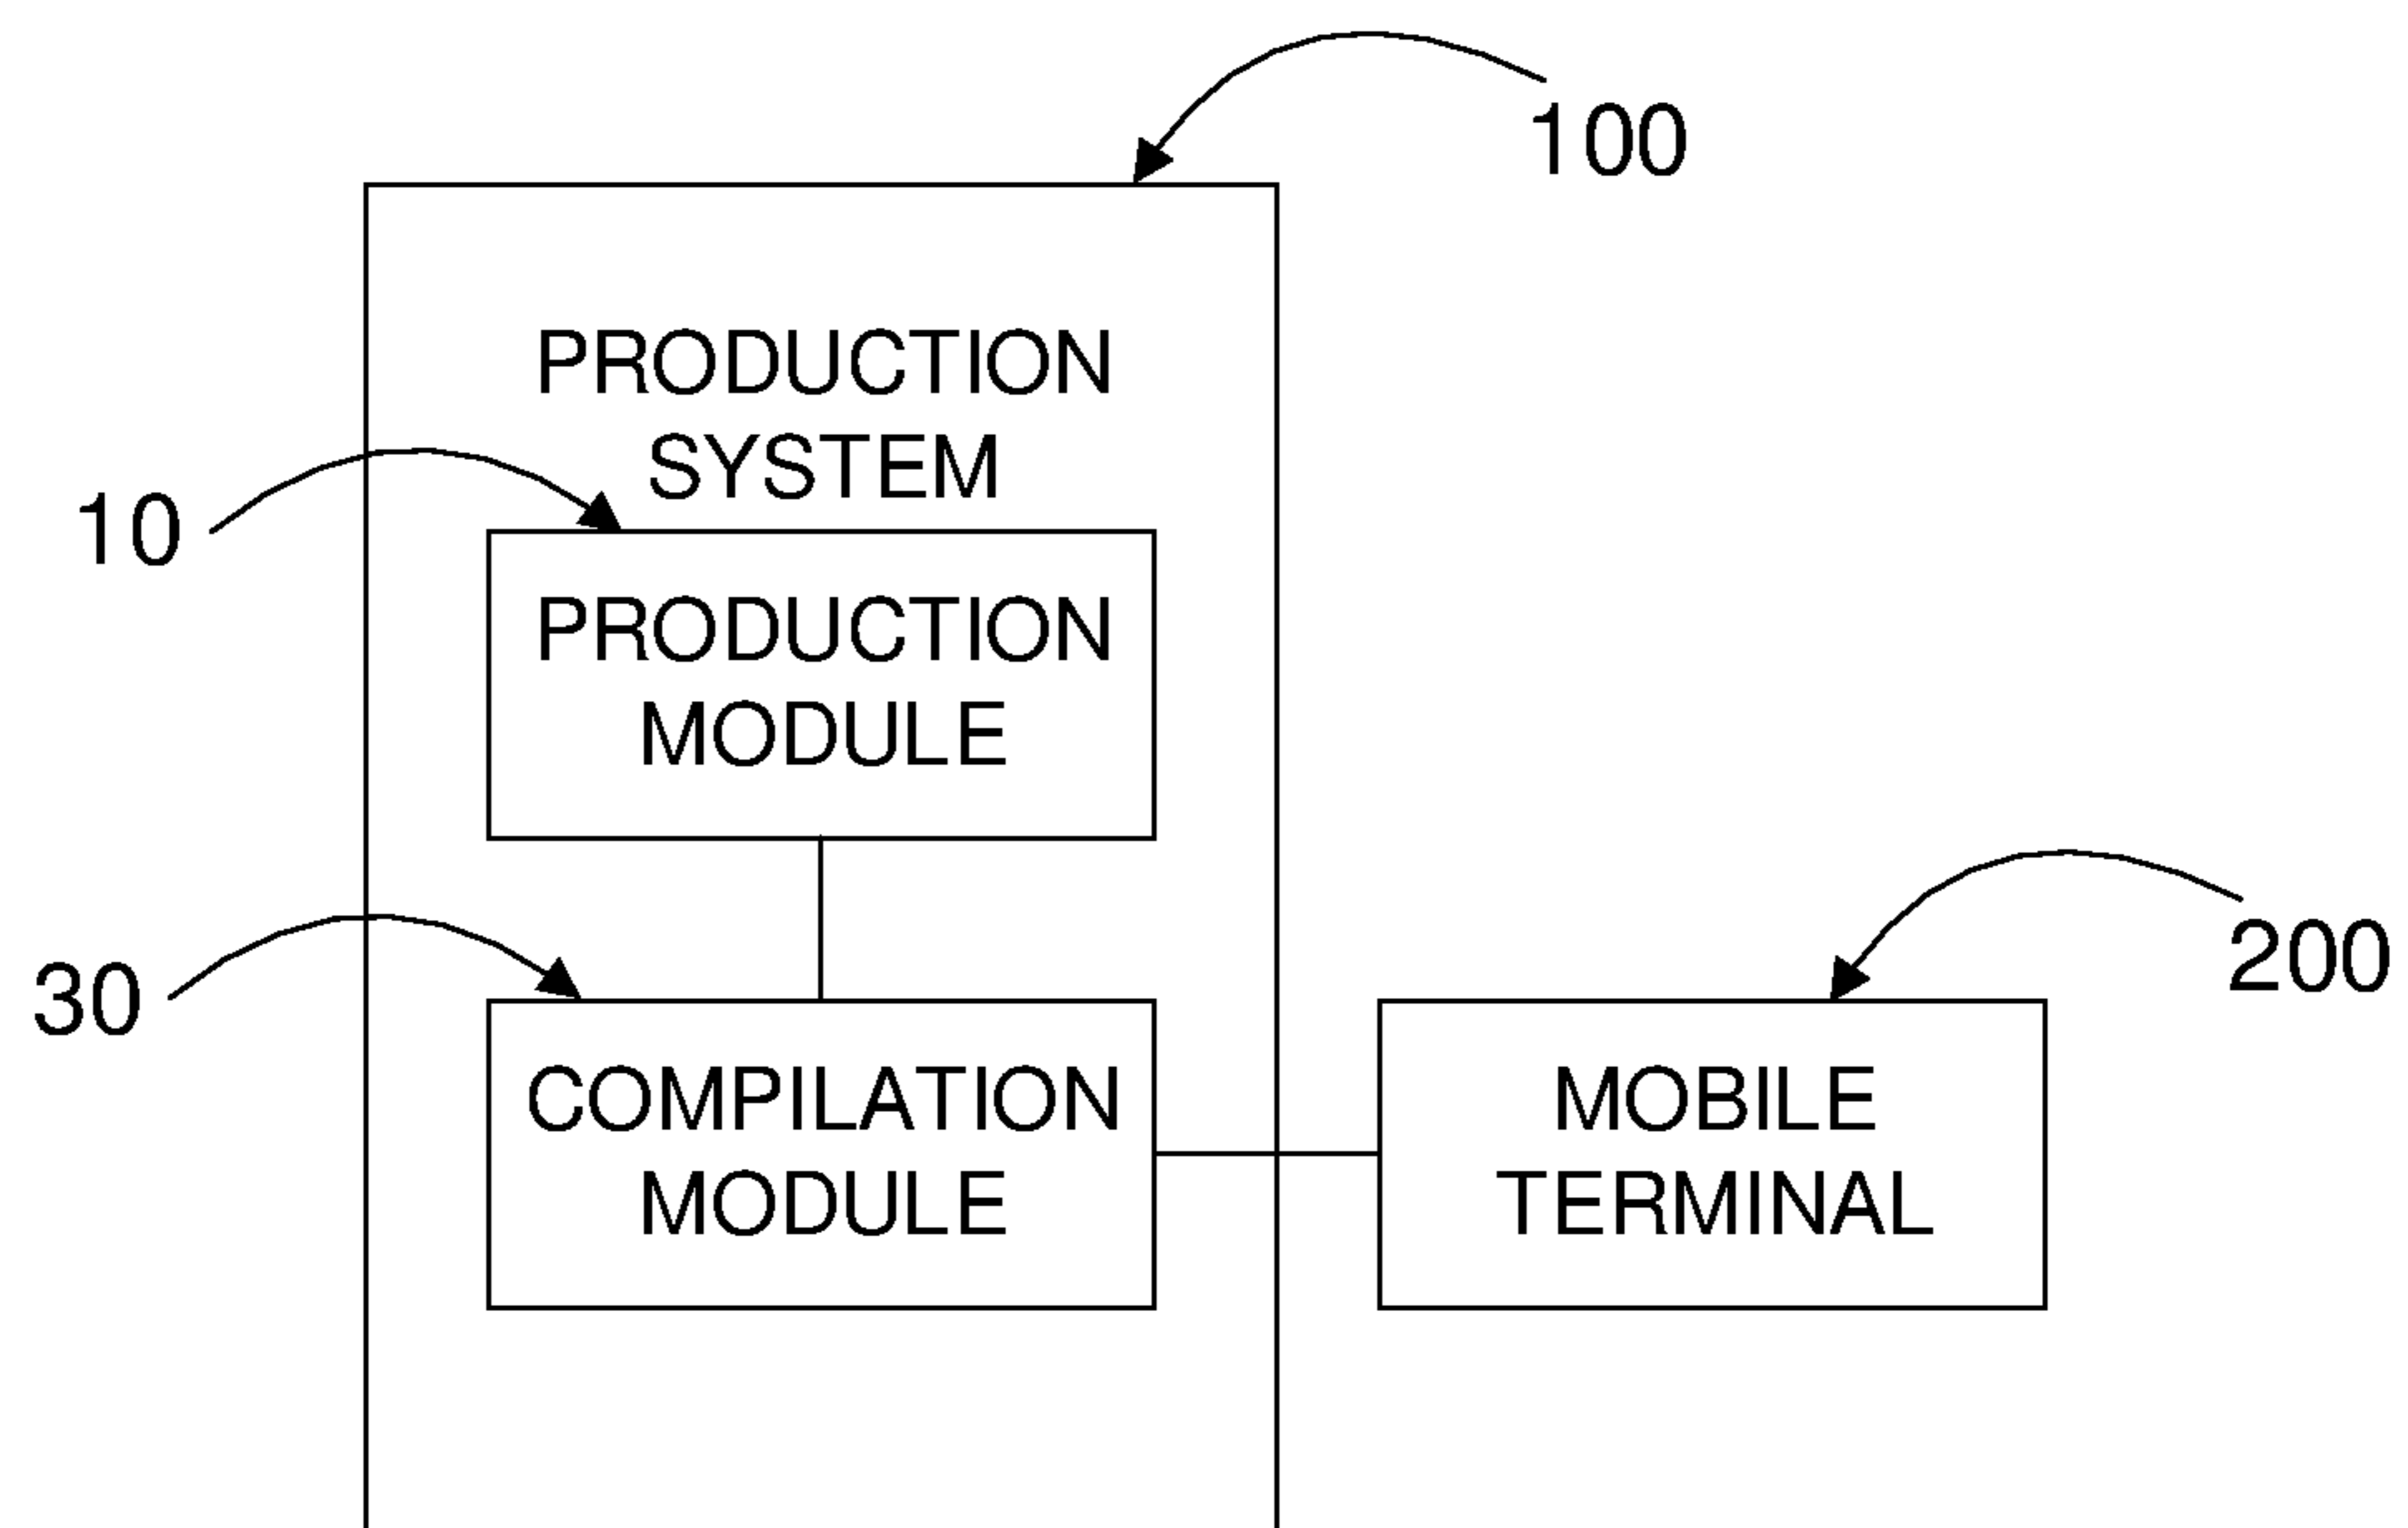 100
PRODUCTION
SYSTEM
10
PRODUCTION
MODULE
30
200
COMPILATION
MODULE
MOBILE
TERMINAL